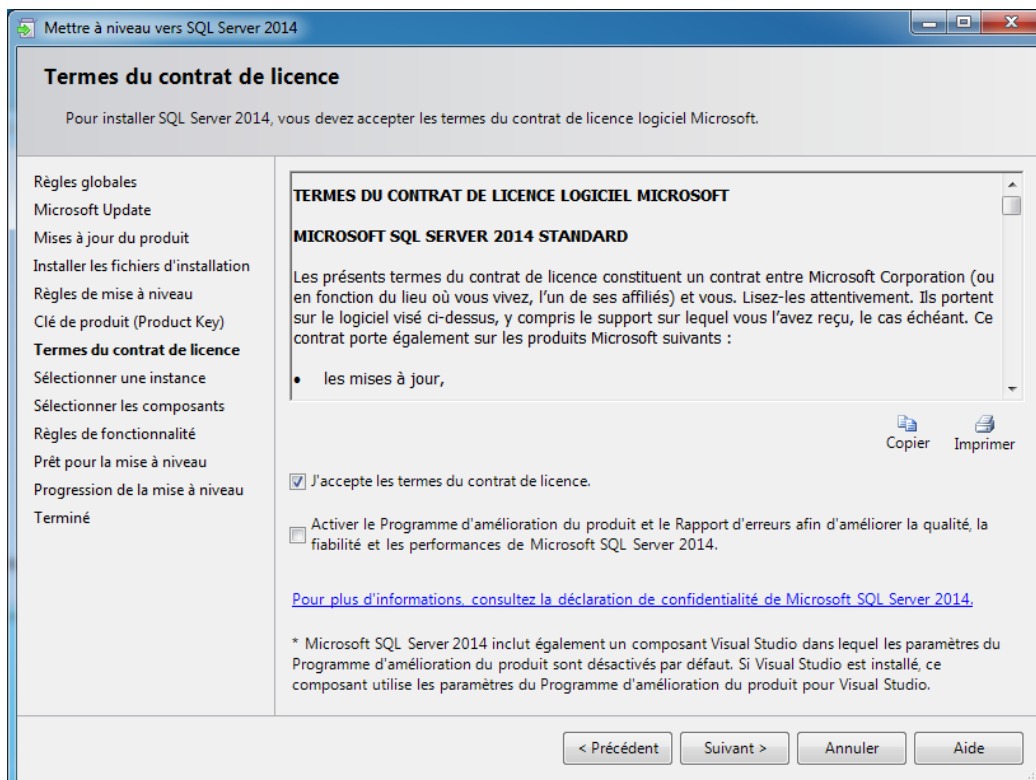 Mettre à niveau vers SQL Server 2014
Termes du contrat de licence
Pour installer SQL Server 2014, vous devez accepter les termes du contrat de licence logiciel Microsoft.
Règles globales
Microsoft Update
Mises à jour du produit
Installer les fichiers d'installation
Règles de mise à niveau
Clé de produit (Product Key)
Termes du contrat de licence
Sélectionner une instance
Sélectionner les composants
Règles de fonctionnalité
Prêt pour la mise à niveau
Progression de la mise à niveau
Terminé
TERMES DU CONTRAT DE LICENCE LOGICIEL MICROSOFT
MICROSOFT SQL SERVER 2014 STANDARD
Les présents termes du contrat de licence constituent un contrat entre Microsoft Corporation (ou
en fonction du lieu où vous vivez, l’un de ses affiliés) et vous. Lisez-les attentivement. Ils portent
sur le logiciel visé ci-dessus, y compris le support sur lequel vous l’avez reçu, le cas échéant. Ce
contrat porte également sur les produits Microsoft suivants :
• les mises à jour,
Copier Imprimer
J'accepte les termes du contrat de licence.
Activer le Programme d'amélioration du produit et le Rapport d'erreurs afin d'améliorer la qualité, la
fiabilité et les performances de Microsoft SQL Server 2014.
Pour plus d'informations, consultez la déclaration de confidentialité de Microsoft SQL Server 2014.
* Microsoft SQL Server 2014 inclut également un composant Visual Studio dans lequel les paramètres du
Programme d'amélioration du produit sont désactivés par défaut. Si Visual Studio est installé, ce
composant utilise les paramètres du Programme d'amélioration du produit pour Visual Studio.
< Précédent Suivant > Annuler Aide